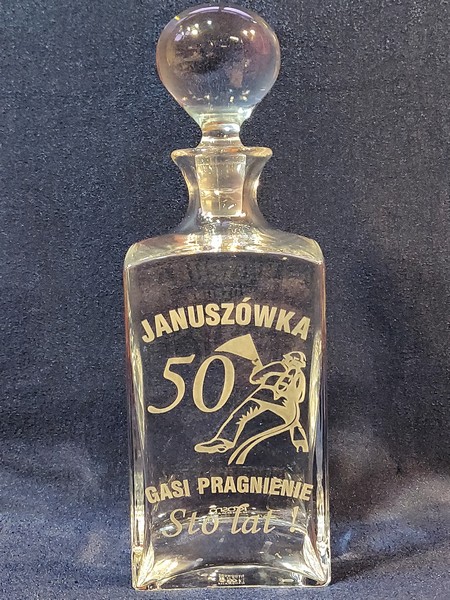 JANUSZÓWKA
50
GASI PRAGNIENIE
Sto lat !